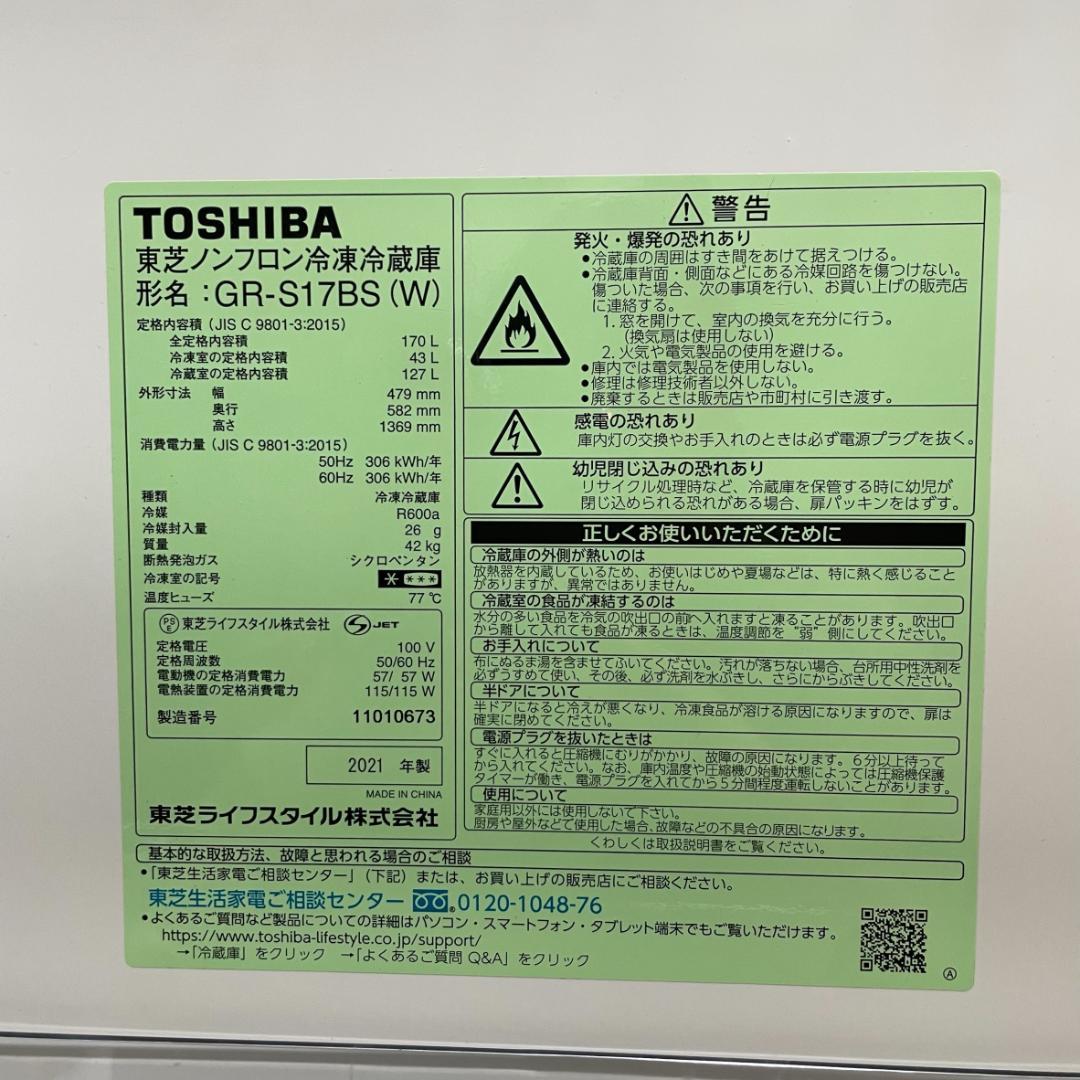 TOSHIBA
東芝ノンフロン冷凍冷蔵庫
形名：GR-S17BS (W)
定格内容積 (JIS C 9801-3:2015)
全定格内容積 170 L
冷凍室の定格内容積 43 L
冷蔵室の定格内容積 127 L
外形寸法 幅 479 mm
奥行 582 mm
高さ 1369 mm
消費電力量 (JIS C 9801-3:2015)
50Hz 306 kWh/年
60Hz 306 kWh/年
種類 冷凍冷蔵庫
冷媒 R600a
冷媒封入量 26 g
質量 42 kg
断熱発泡ガス シクロペンタン
冷凍室の記号 * ***
温度ヒューズ 77 ℃
PSE 東芝ライフスタイル株式会社 JET
定格電圧 100 V
定格周波数 50/60 Hz
電動機の定格消費電力 57/ 57 W
電熱装置の定格消費電力 115/115 W
製造番号 11010673
2021 年製
MADE IN CHINA
東芝ライフスタイル株式会社
警告
発火・爆発の恐れあり
●冷蔵庫の周囲はすき間をあけて据えつける。
●冷蔵庫背面・側面などにある冷媒回路を傷つけない。
傷ついた場合、次の事項を行い、お買い上げの販売店
に連絡する。
1. 窓を開けて、室内の換気を充分に行う。
(換気扇は使用しない)
2. 火気や電気製品の使用を避ける。
●庫内では電気製品を使用しない。
●修理は修理技術者以外しない。
●廃棄するときは販売店や市町村に引き渡す。
感電の恐れあり
庫内灯の交換やお手入れのときは必ず電源プラグを抜く。
幼児閉じ込みの恐れあり
リサイクル処理時など、冷蔵庫を保管する時に幼児が
閉じ込められる恐れがある場合、扉パッキンをはずす。
正しくお使いいただくために
冷蔵庫の外側が熱いのは
放熱器を内蔵しているため、お使いはじめや夏場などは、特に熱く感じること
がありますが、異常ではありません。
冷蔵室の食品が凍結するのは
水分の多い食品を冷気の吹出口の前へ入れますと凍ることがあります。吹出口
から離して入れても食品が凍るときは、温度調節を“弱”側にしてください。
お手入れについて
布にぬるま湯を含ませてふいてください。汚れが落ちない場合、台所用中性洗剤を
必ずうすめて使い、その後、必ず洗剤を水ぶきし、さらにからぶきしてください。
半ドアについて
半ドアになると冷えが悪くなり、冷凍食品が溶ける原因になりますので、扉は
確実に閉めてください。
電源プラグを抜いたときは
すぐに入れると圧縮機にむりがかかり、故障の原因になります。6分以上待って
から入れてください。なお、庫内温度や圧縮機の始動状態によっては圧縮機保護
タイマーが働き、電源プラグを入れてから5分間程度運転しないことがあります。
使用について
家庭用以外には使用しないで下さい。
厨房や屋外などで使用した場合、故障などの不具合の原因になります。
くわしくは取扱説明書をご覧ください。
基本的な取扱方法、故障と思われる場合のご相談
●「東芝生活家電ご相談センター」(下記) または、お買い上げの販売店にご相談ください。
東芝生活家電ご相談センター 0120-1048-76
●よくあるご質問など製品についての詳細はパソコン・スマートフォン・タブレット端末でもご覧いただけます。
https://www.toshiba-lifestyle.co.jp/support/
→「冷蔵庫」をクリック →「よくあるご質問 Q&A」をクリック
Ⓐ